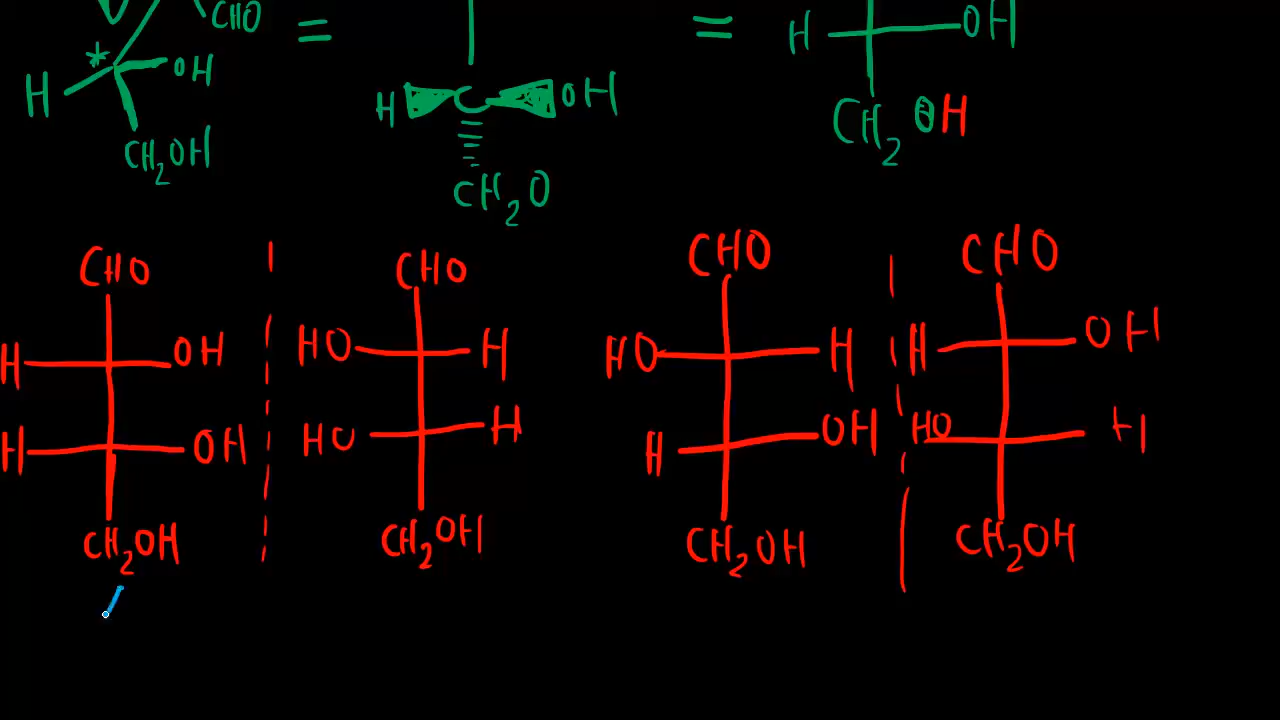 CHO = = H OH
* OH
H H C OH
CH2OH CH2O CH2OH
CHO CHO CHO CHO
H OH HO H HO H H OH
H OH HO H H OH HO H
CH2OH CH2OH CH2OH CH2OH